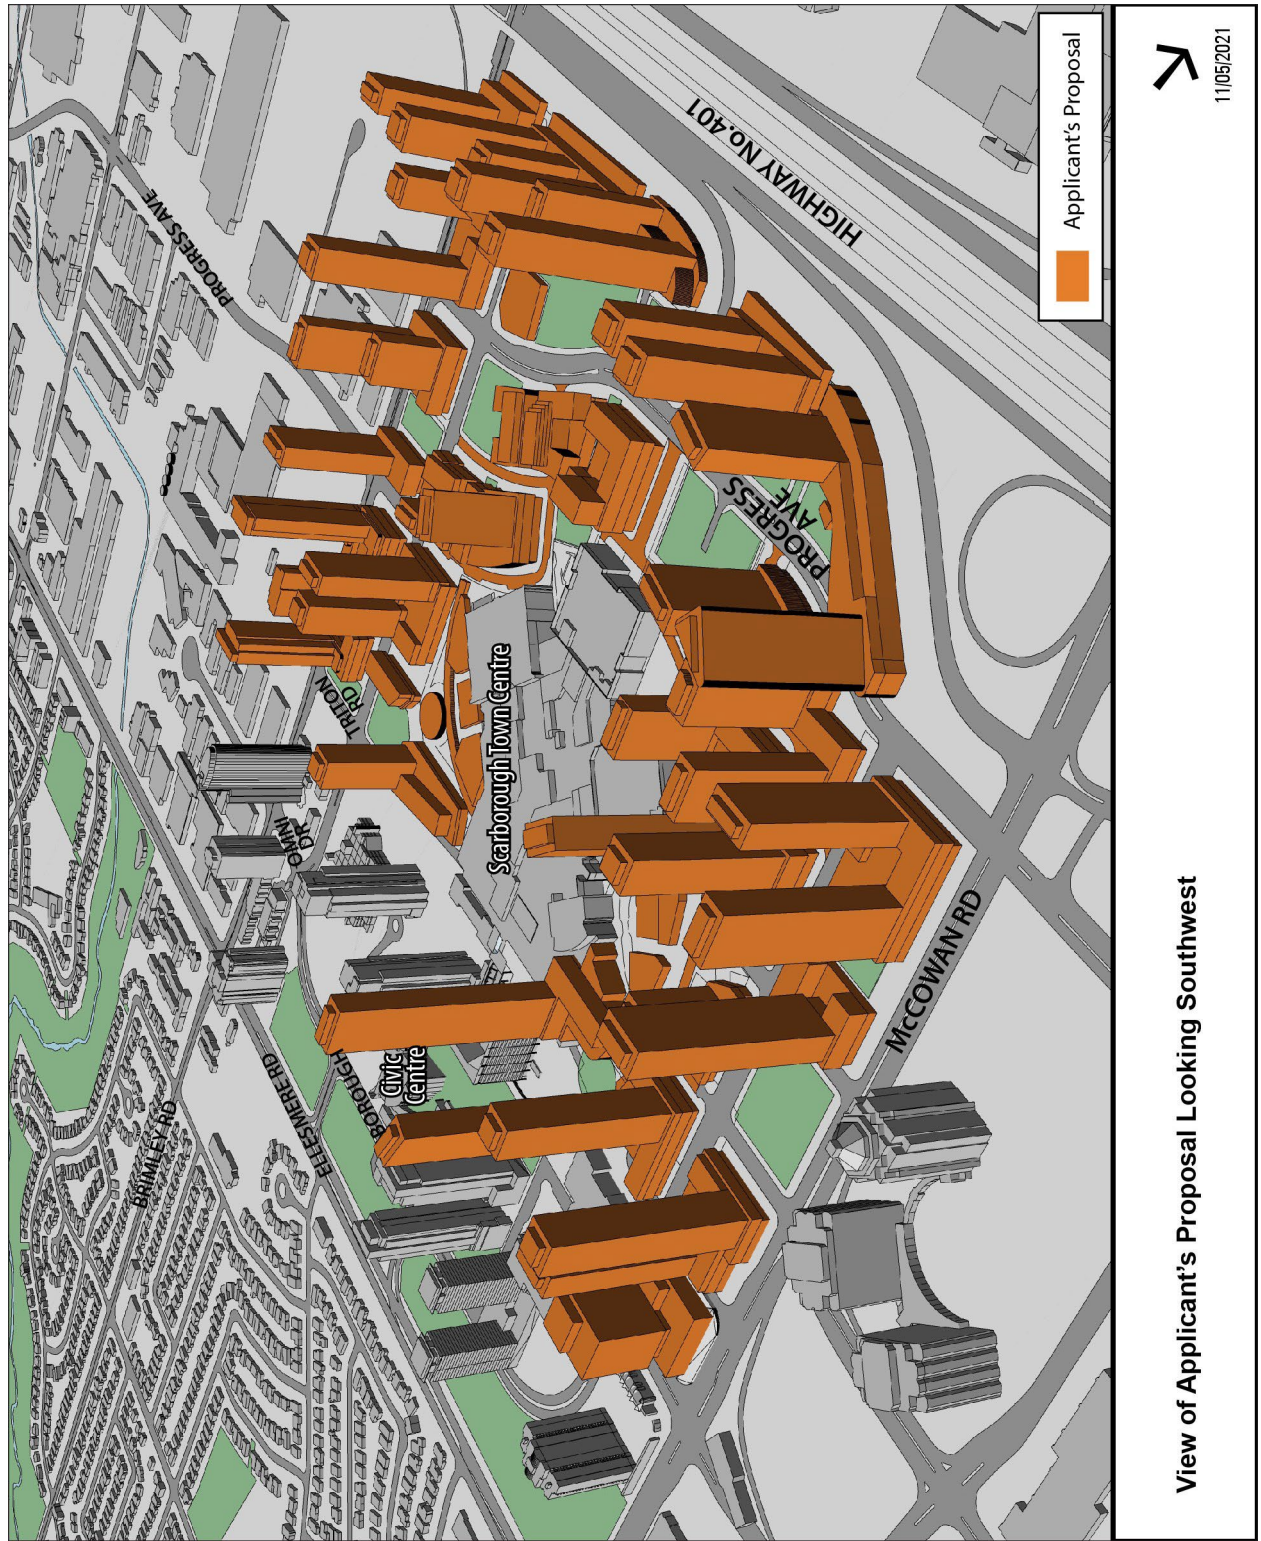 PROGRESS AVE
HIGHWAY No.401
Applicant's Proposal
PROGRESS
AVE
TRITON
RD
Scarborough Town Centre
OMNI
DR
BRIMLEY RD
ELLESMERE RD
BOROUGH
Civic
Centre
McCOWAN RD
View of Applicant's Proposal Looking Southwest
11/05/2021